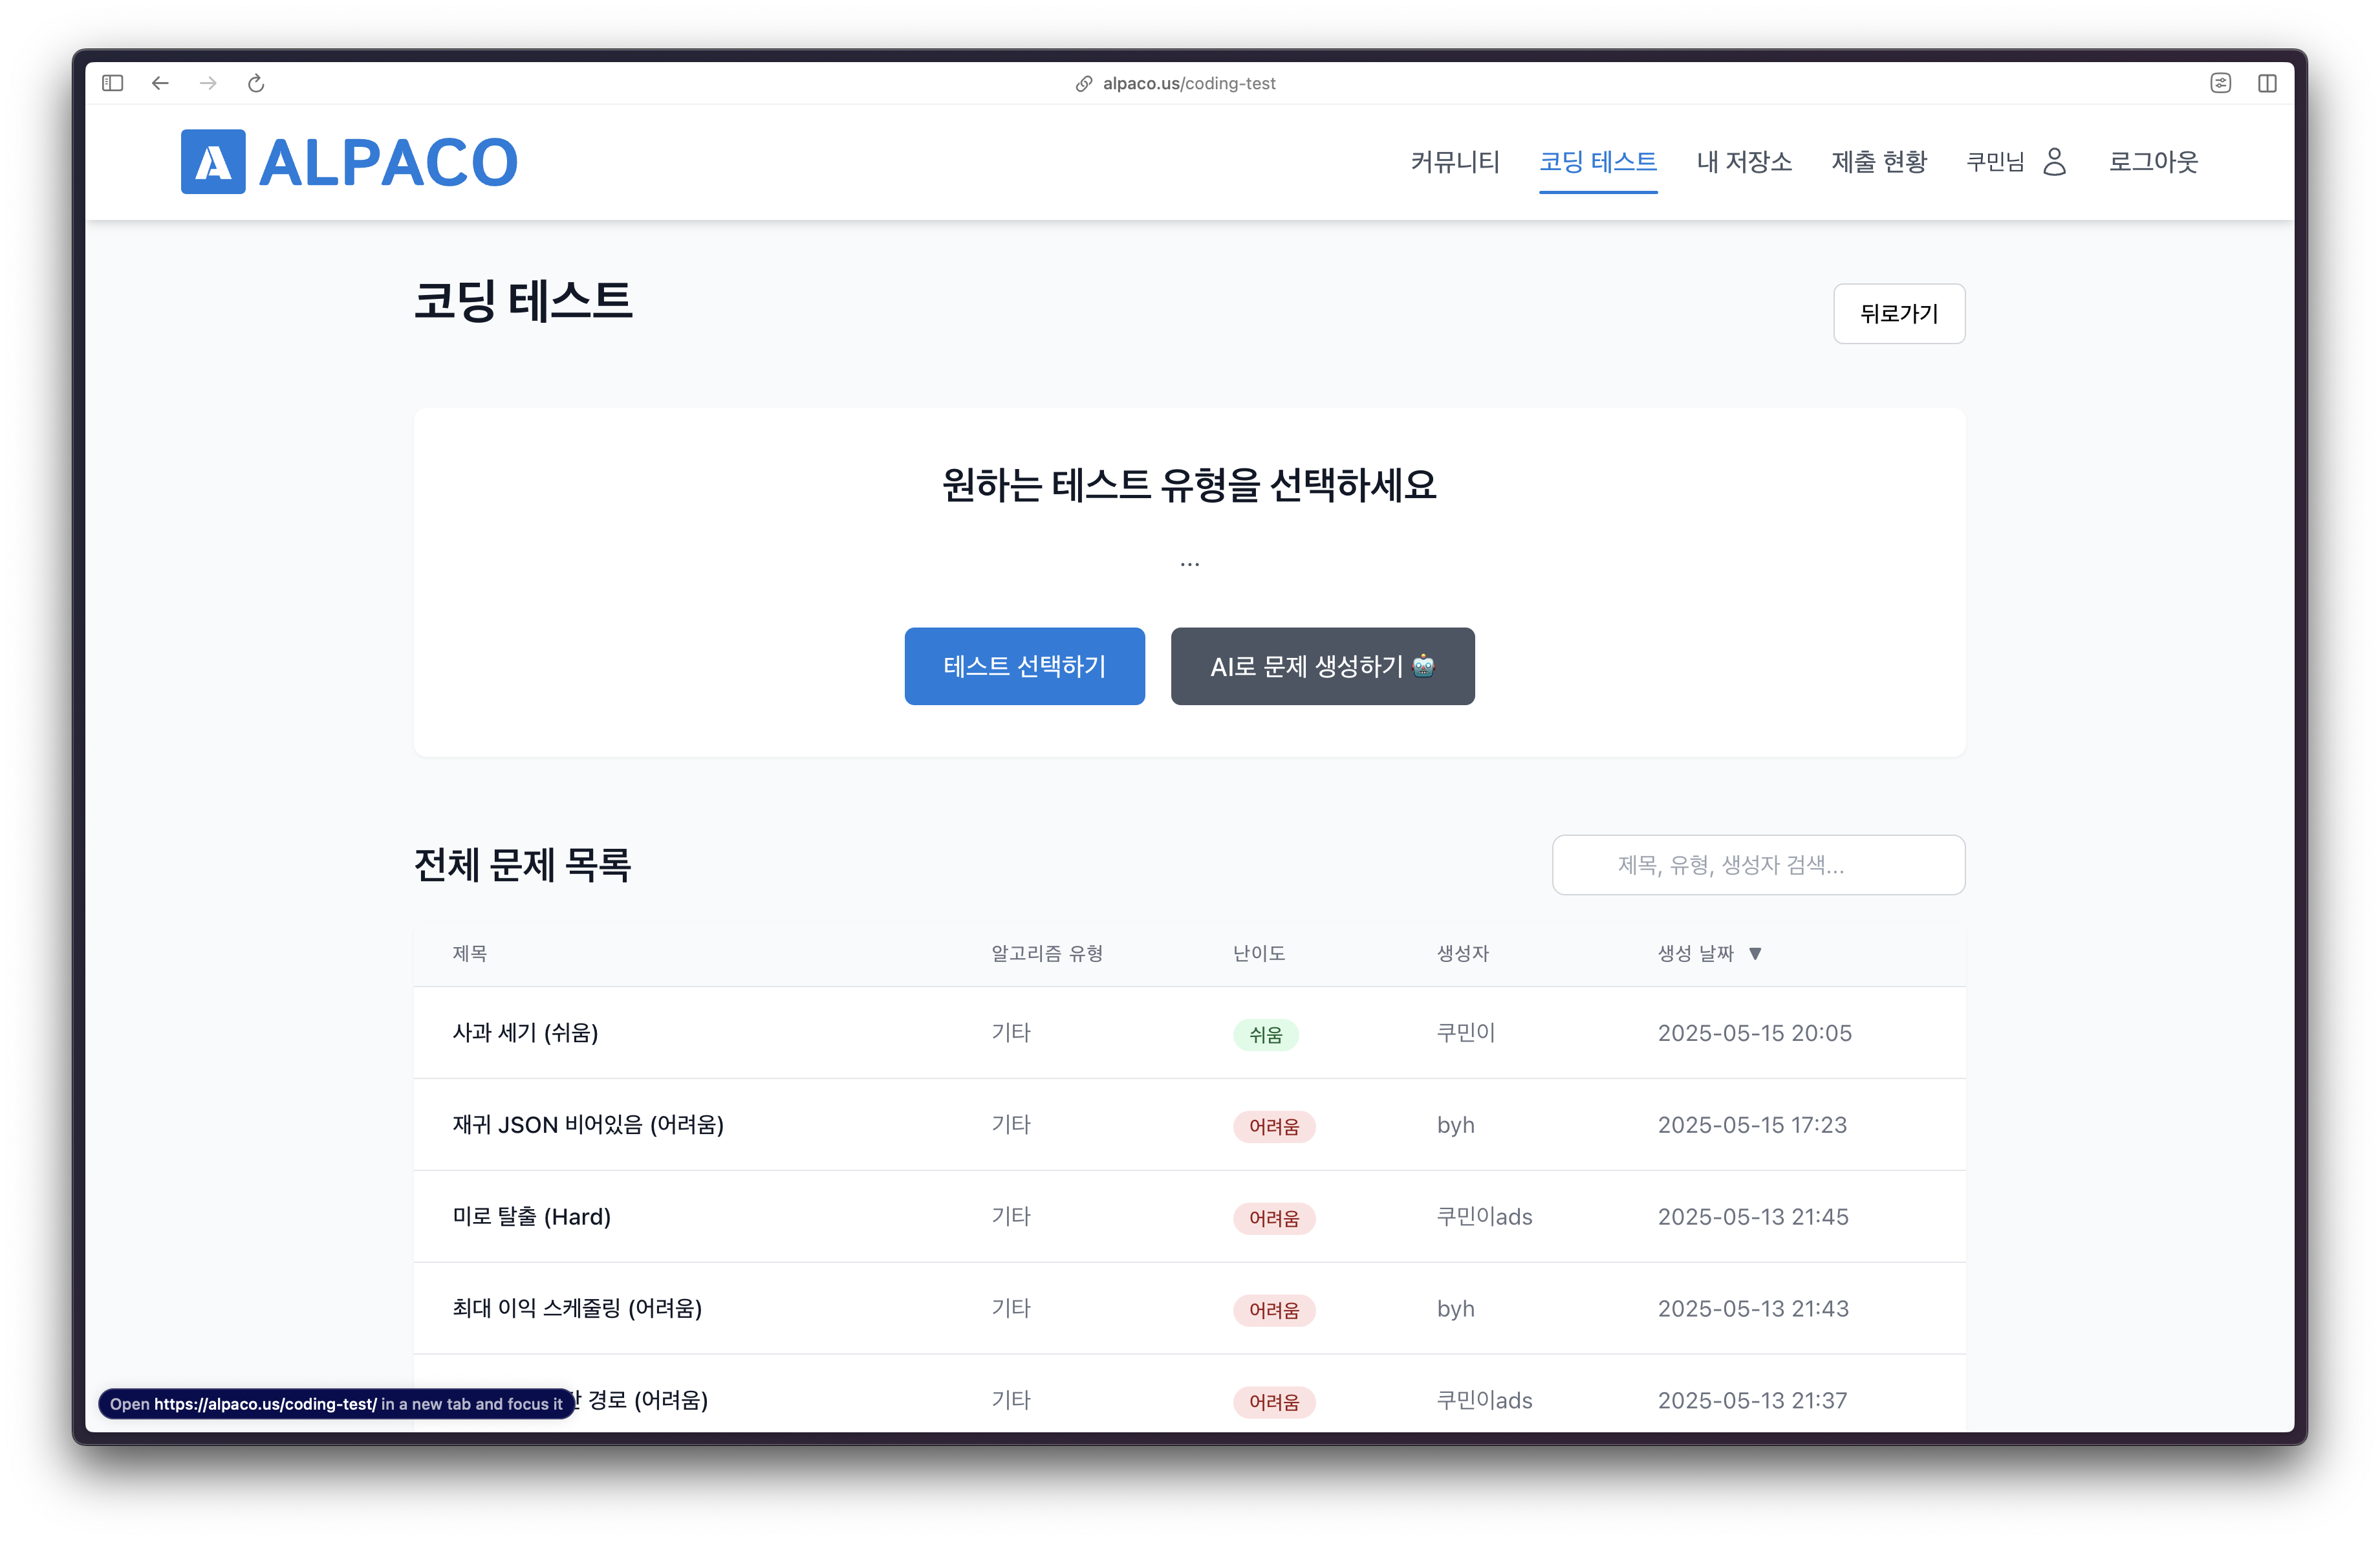 alpaco.us/coding-test
A ALPACO
커뮤니티 코딩 테스트 내 저장소 제출 현황 쿠민님 로그아웃
코딩 테스트
뒤로가기
원하는 테스트 유형을 선택하세요
...
테스트 선택하기 AI로 문제 생성하기
전체 문제 목록
제목, 유형, 생성자 검색...
제목 알고리즘 유형 난이도 생성자 생성 날짜 ▼
사과 세기 (쉬움) 기타 쉬움 쿠민이 2025-05-15 20:05
재귀 JSON 비어있음 (어려움) 기타 어려움 byh 2025-05-15 17:23
미로 탈출 (Hard) 기타 어려움 쿠민이ads 2025-05-13 21:45
최대 이익 스케줄링 (어려움) 기타 어려움 byh 2025-05-13 21:43
경로 (어려움) 기타 어려움 쿠민이ads 2025-05-13 21:37
Open https://alpaco.us/coding-test/ in a new tab and focus it